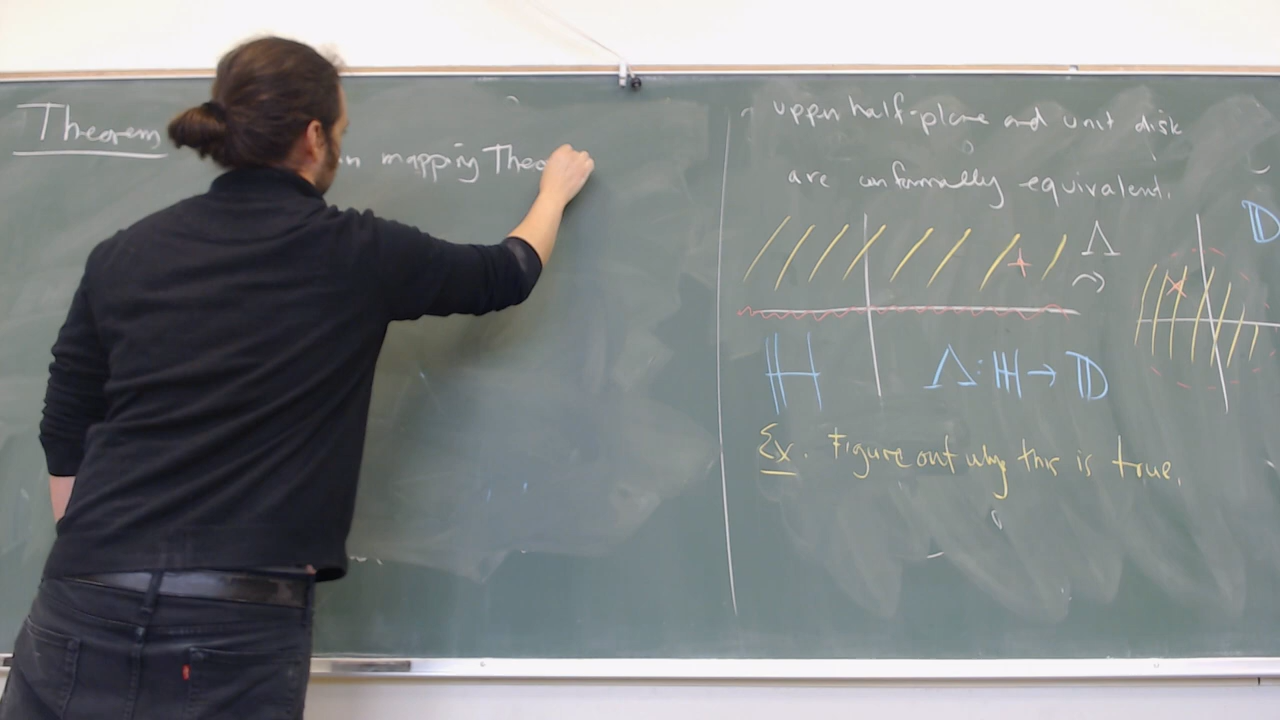 Theorem
mapping Theo
upper half-plane and unit disk
are conformally equivalent.
Λ
ℍ
Λ: ℍ → 𝔻
𝔻
Ex. Figure out why this is true.